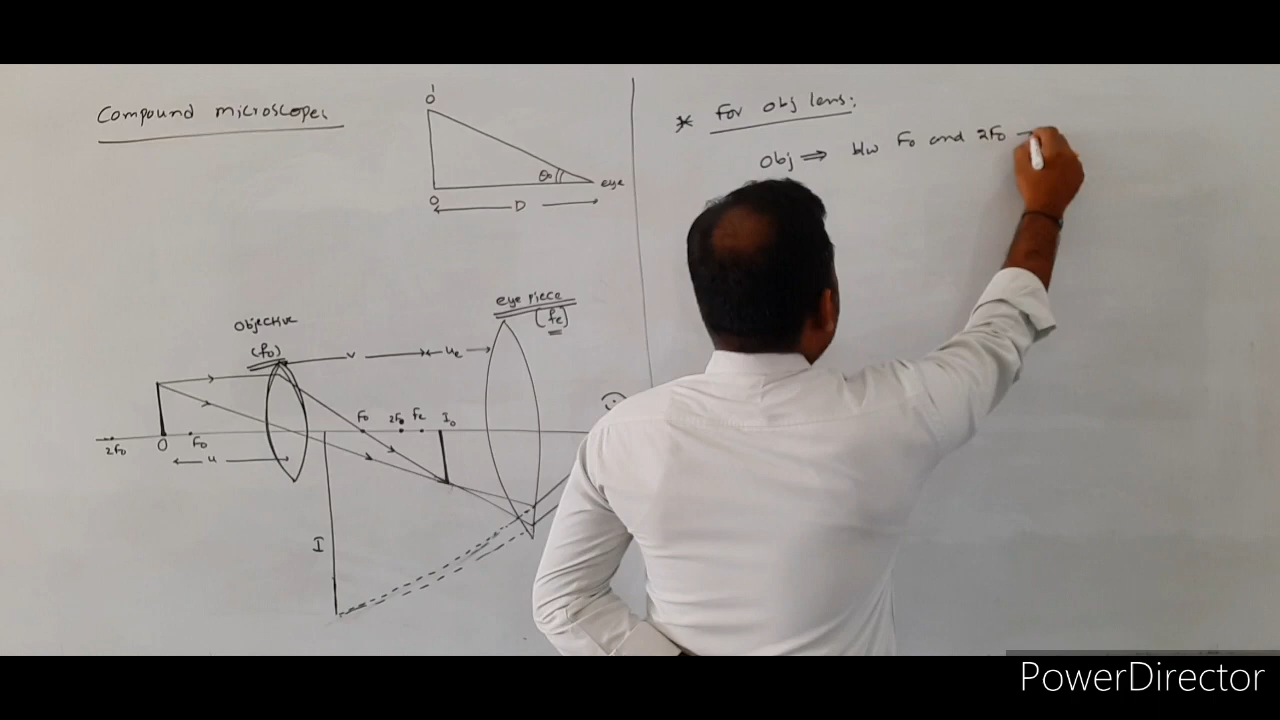 Compound microscopes
O'
θo
eye
O
D
* For obj lens:
Obj ⇒ b/w Fo and 2Fo
eye piece
(fe)
Objective
(fo)
v
ue
Fo
2Fo
Fe
Io
2Fo
O
Fo
u
I
PowerDirector